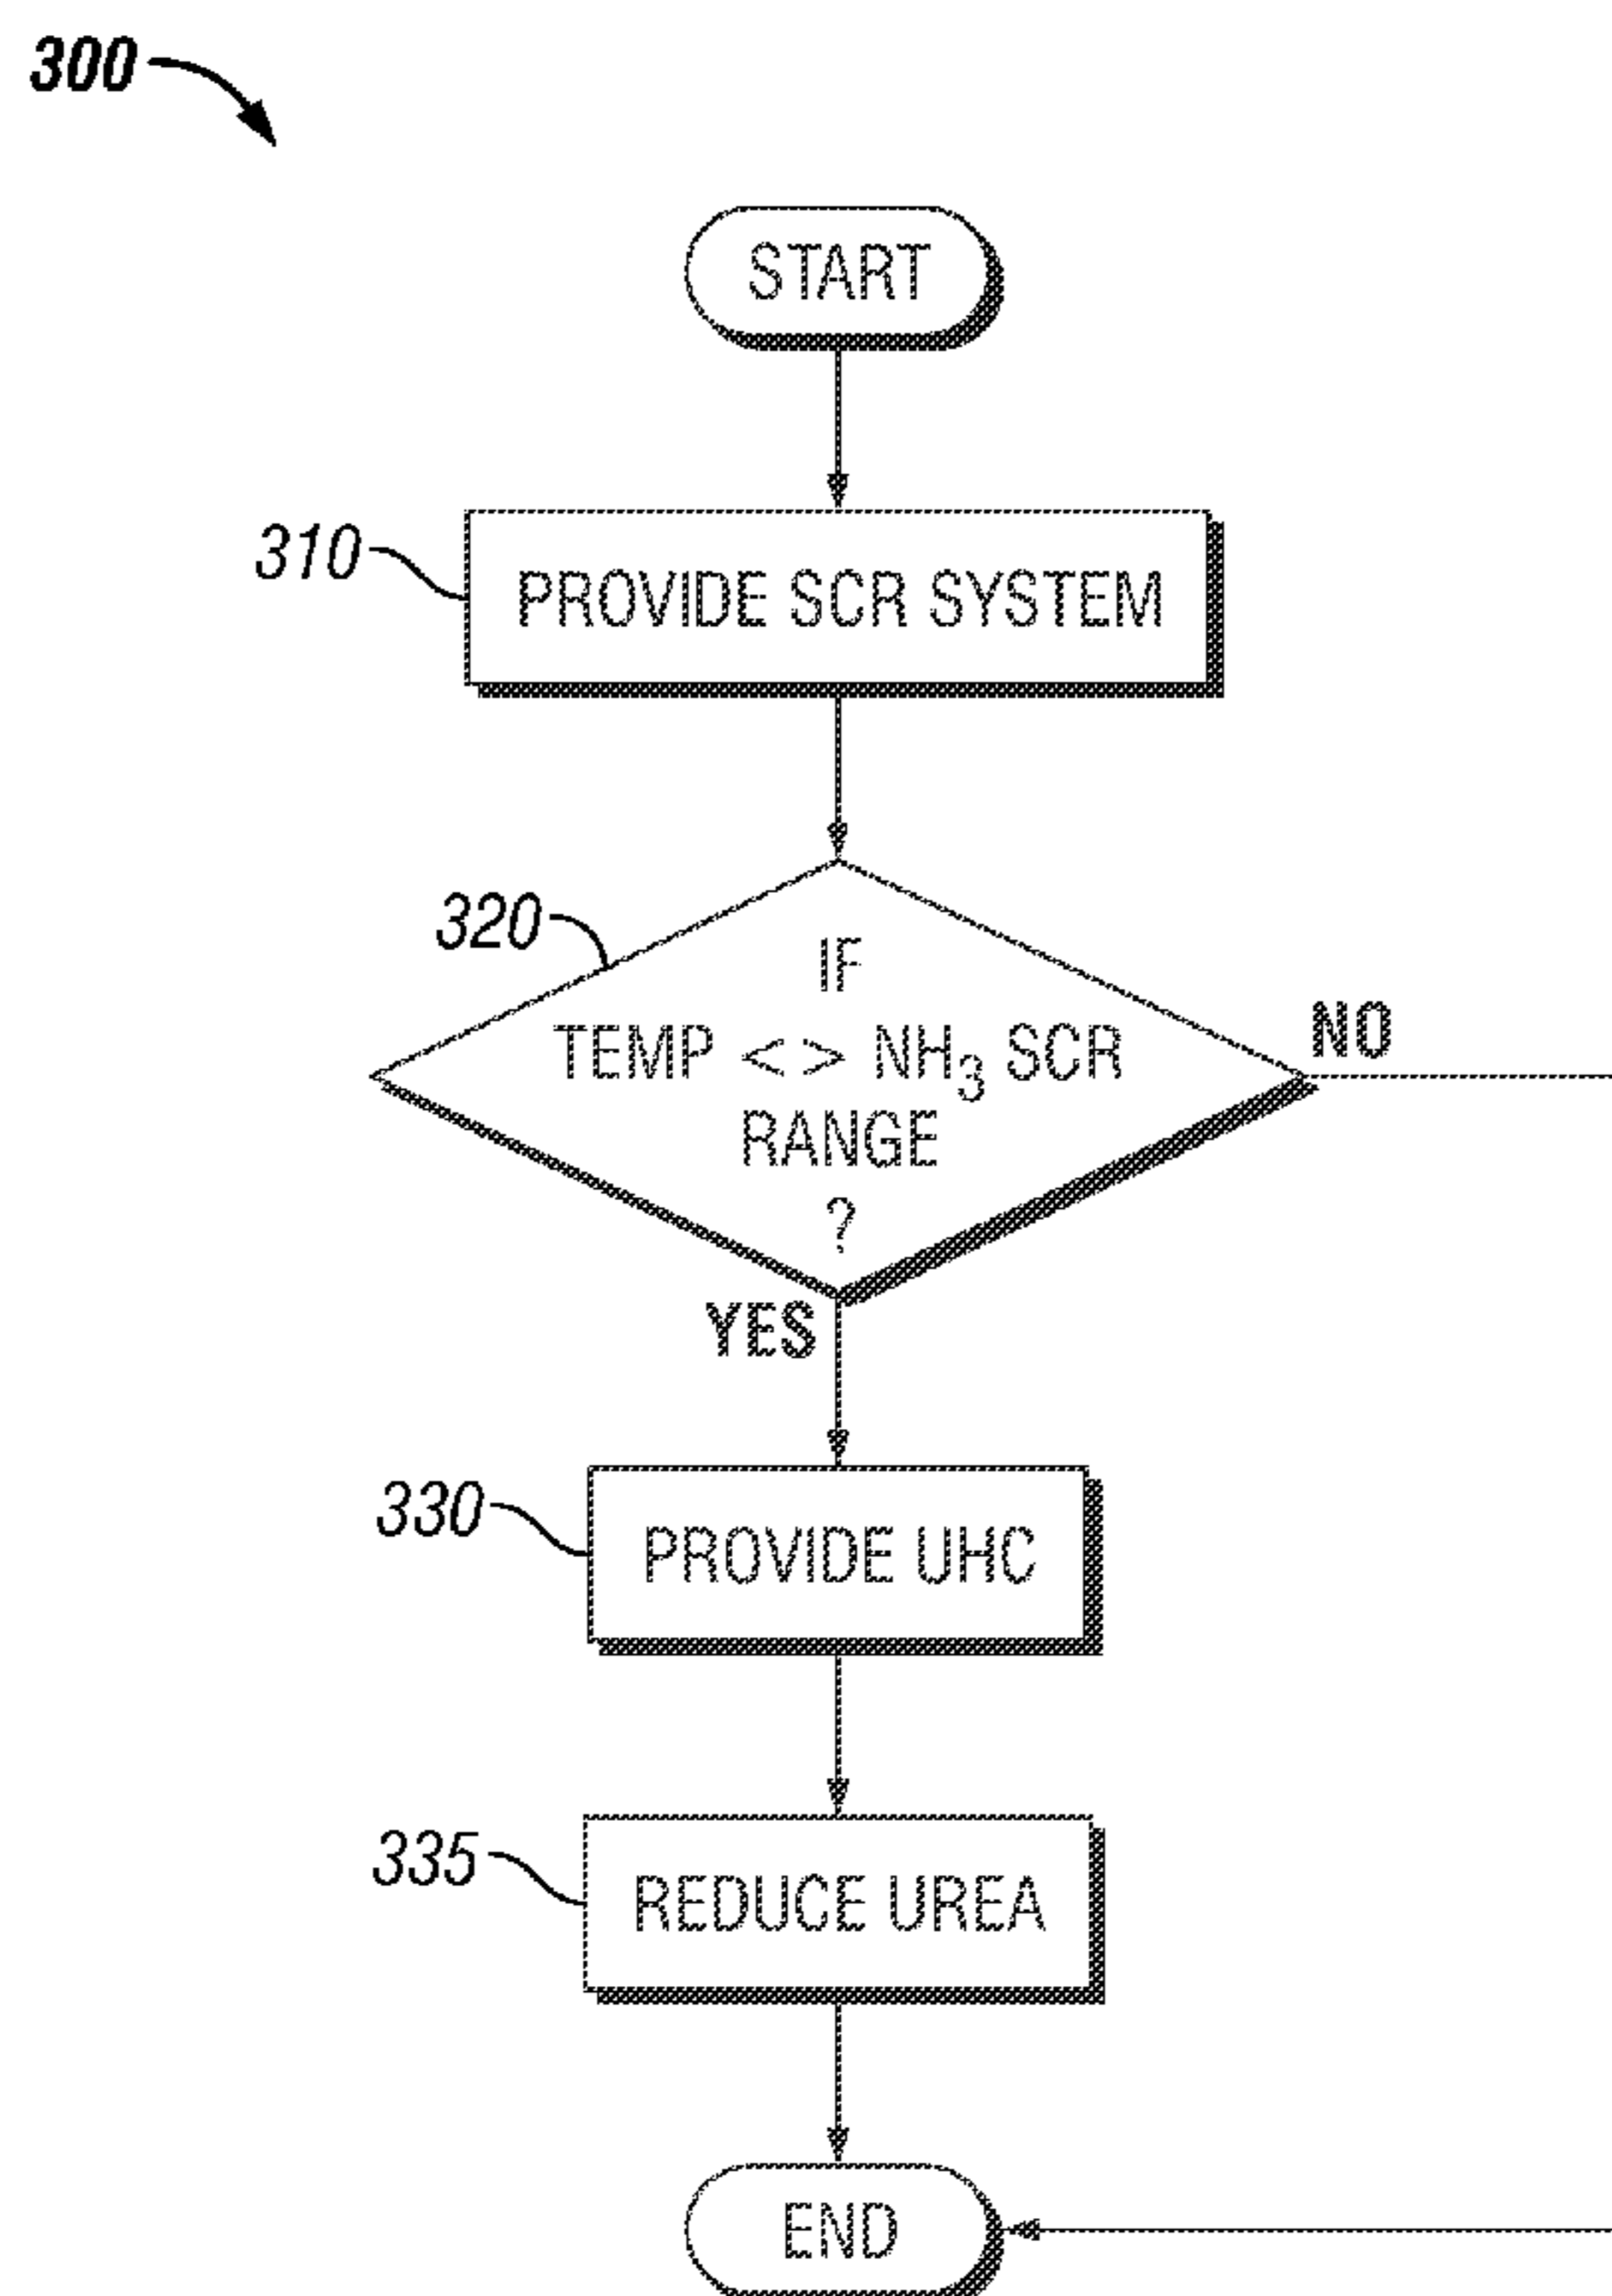 300
START
310
PROVIDE SCR SYSTEM
320
IF
TEMP < > NH3 SCR
RANGE
?
NO
YES
330
PROVIDE UHC
335
REDUCE UREA
END